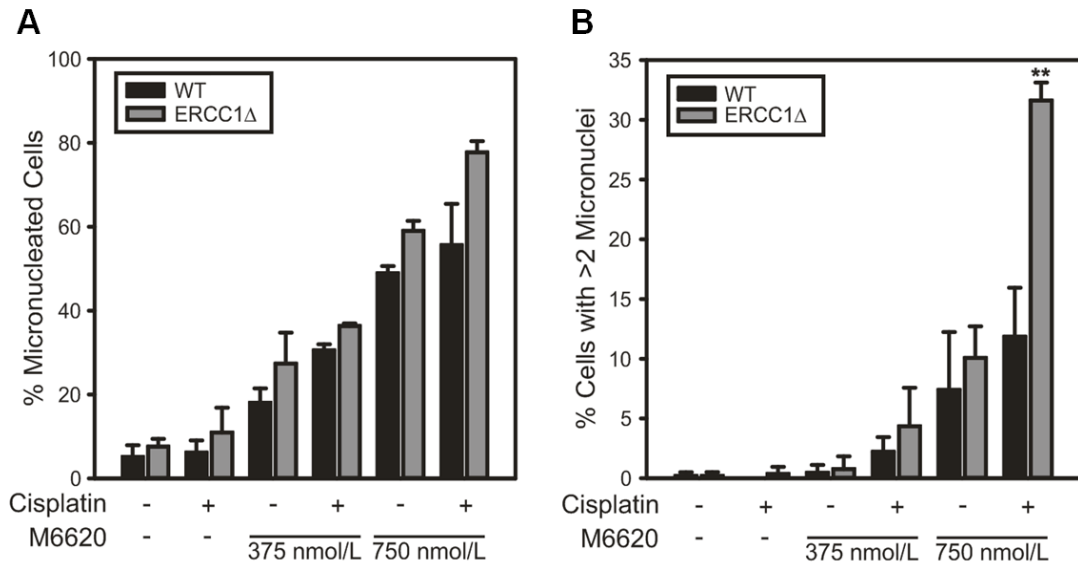 A
% Micronucleated Cells
100
80
60
40
20
0
WT
ERCC1Δ
Cisplatin - + - + - +
M6620 - - 375 nmol/L 750 nmol/L
B
% Cells with >2 Micronuclei
35
30
25
20
15
10
5
0
WT
ERCC1Δ
**
Cisplatin - + - + - +
M6620 - - 375 nmol/L 750 nmol/L